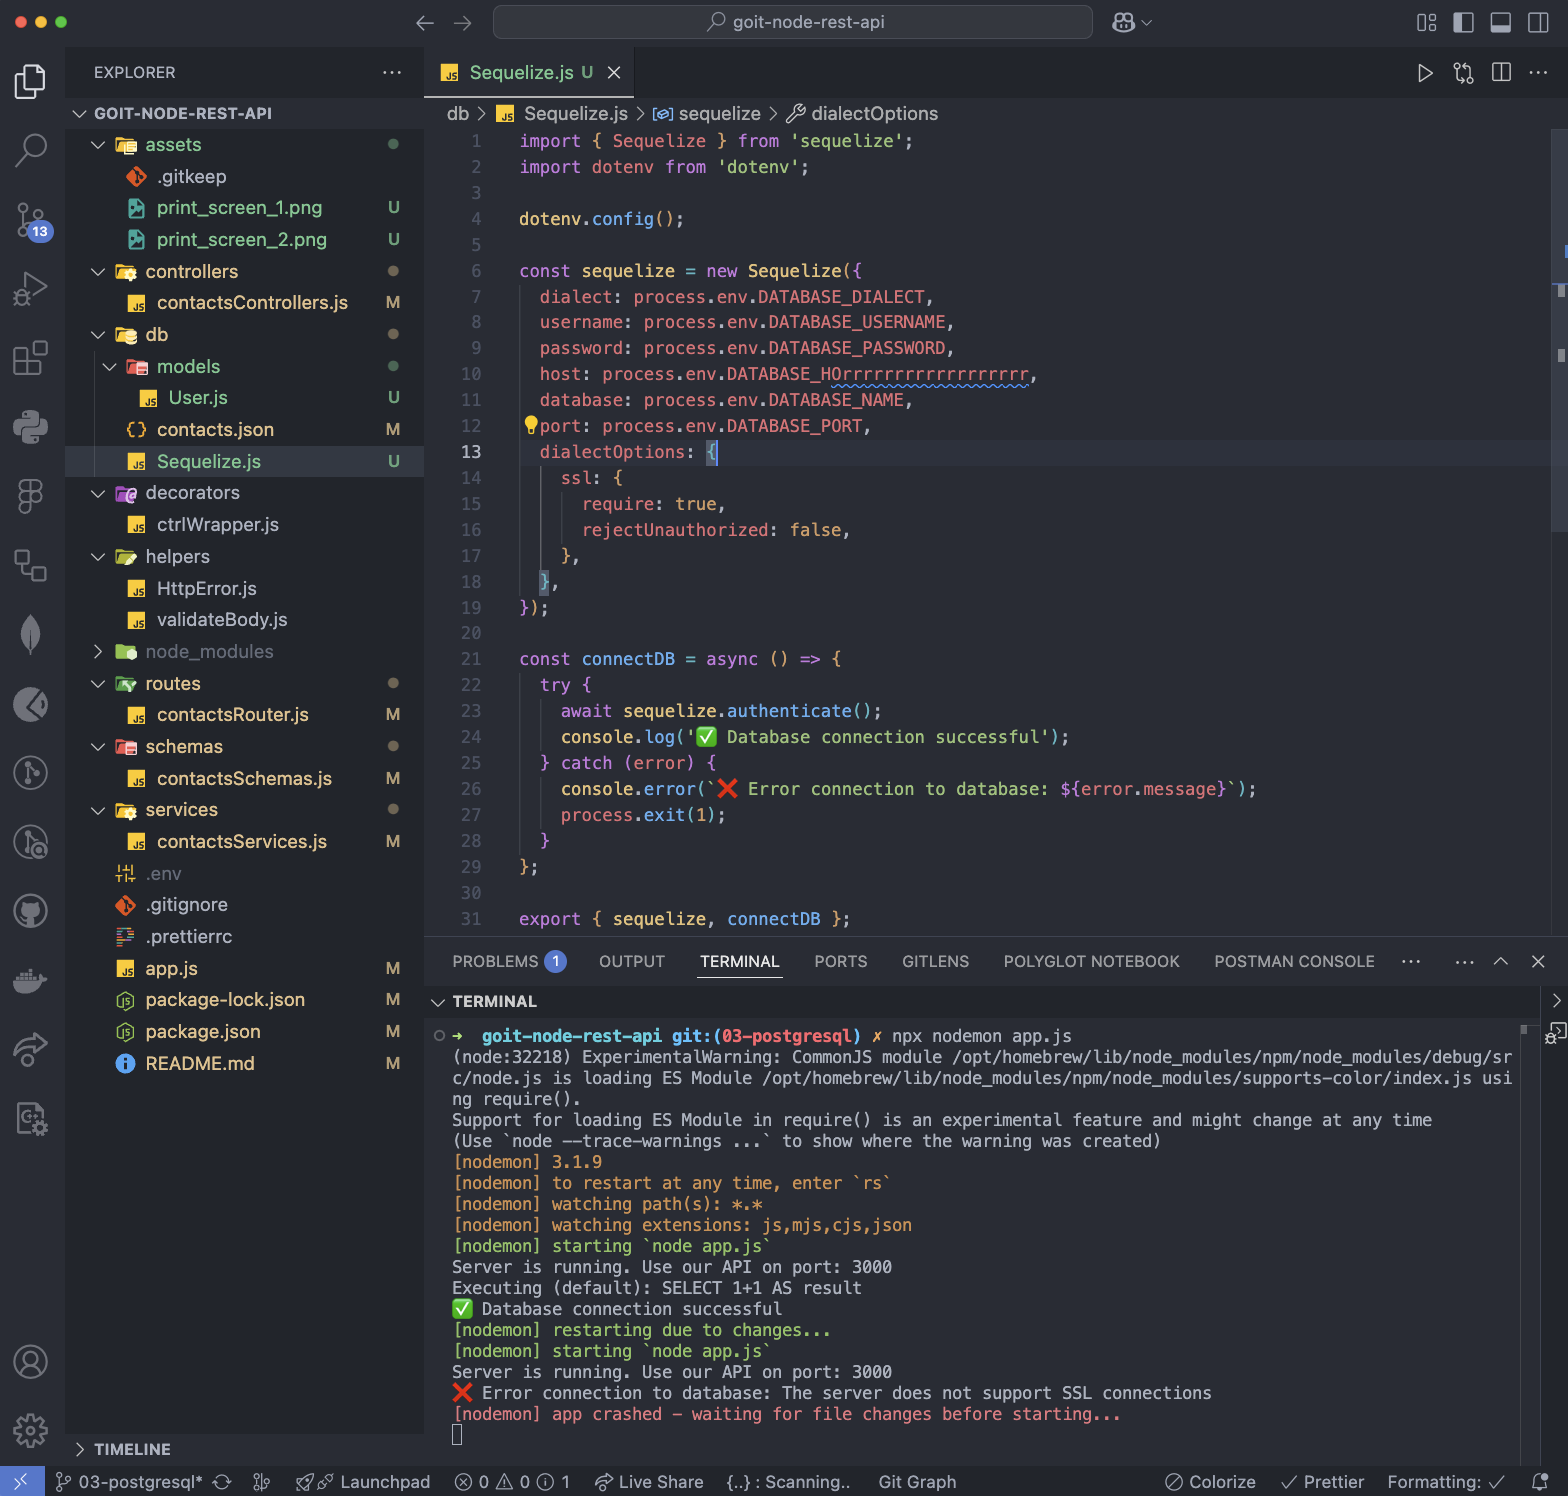 goit-node-rest-api
EXPLORER
GOIT-NODE-REST-API
assets
.gitkeep
print_screen_1.png U
print_screen_2.png U
controllers
contactsControllers.js M
db
models
User.js U
contacts.json M
Sequelize.js U
decorators
ctrlWrapper.js
helpers
HttpError.js
validateBody.js
node_modules
routes
contactsRouter.js M
schemas
contactsSchemas.js M
services
contactsServices.js M
.env
.gitignore
.prettierrc
app.js M
package-lock.json M
package.json M
README.md M
TIMELINE
13
Sequelize.js U
db > Sequelize.js > sequelize > dialectOptions
1 import { Sequelize } from 'sequelize';
2 import dotenv from 'dotenv';
3
4 dotenv.config();
5
6 const sequelize = new Sequelize({
7 dialect: process.env.DATABASE_DIALECT,
8 username: process.env.DATABASE_USERNAME,
9 password: process.env.DATABASE_PASSWORD,
10 host: process.env.DATABASE_HOrrrrrrrrrrrrrrrrrr,
11 database: process.env.DATABASE_NAME,
12 port: process.env.DATABASE_PORT,
13 dialectOptions: {
14 ssl: {
15 require: true,
16 rejectUnauthorized: false,
17 },
18 },
19 });
20
21 const connectDB = async () => {
22 try {
23 await sequelize.authenticate();
24 console.log('✅ Database connection successful');
25 } catch (error) {
26 console.error(`❌ Error connection to database: ${error.message}`);
27 process.exit(1);
28 }
29 };
30
31 export { sequelize, connectDB };
PROBLEMS 1 OUTPUT TERMINAL PORTS GITLENS POLYGLOT NOTEBOOK POSTMAN CONSOLE
TERMINAL
➜ goit-node-rest-api git:(03-postgresql) ✗ npx nodemon app.js
(node:32218) ExperimentalWarning: CommonJS module /opt/homebrew/lib/node_modules/npm/node_modules/debug/sr
c/node.js is loading ES Module /opt/homebrew/lib/node_modules/npm/node_modules/supports-color/index.js usi
ng require().
Support for loading ES Module in require() is an experimental feature and might change at any time
(Use `node --trace-warnings ...` to show where the warning was created)
[nodemon] 3.1.9
[nodemon] to restart at any time, enter `rs`
[nodemon] watching path(s): *.*
[nodemon] watching extensions: js,mjs,cjs,json
[nodemon] starting `node app.js`
Server is running. Use our API on port: 3000
Executing (default): SELECT 1+1 AS result
✅ Database connection successful
[nodemon] restarting due to changes...
[nodemon] starting `node app.js`
Server is running. Use our API on port: 3000
❌ Error connection to database: The server does not support SSL connections
[nodemon] app crashed - waiting for file changes before starting...
03-postgresql* Launchpad 0 0 1 Live Share {..} : Scanning.. Git Graph Colorize Prettier Formatting: ✓